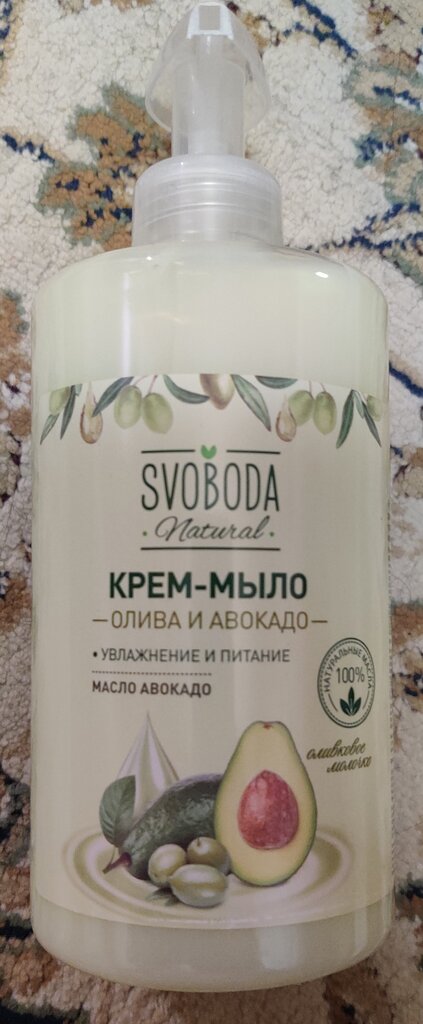 SVOBODA
Natural
КРЕМ-МЫЛО
ОЛИВА И АВОКАДО
• УВЛАЖНЕНИЕ И ПИТАНИЕ
МАСЛО АВОКАДО
НАТУРАЛЬНЫЕ МАСЛА
100%
оливковое
молочко